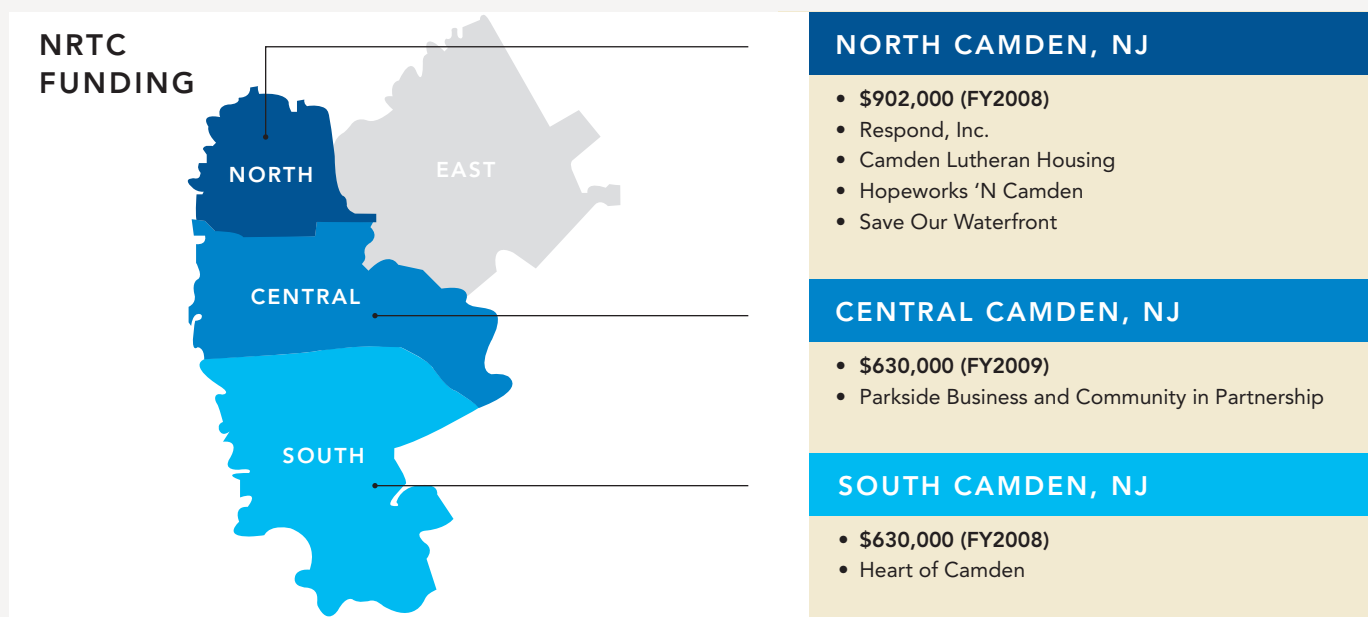 NRTC
FUNDING
NORTH
EAST
CENTRAL
SOUTH
NORTH CAMDEN, NJ
• $902,000 (FY2008)
• Respond, Inc.
• Camden Lutheran Housing
• Hopeworks ‘N Camden
• Save Our Waterfront
CENTRAL CAMDEN, NJ
• $630,000 (FY2009)
• Parkside Business and Community in Partnership
SOUTH CAMDEN, NJ
• $630,000 (FY2008)
• Heart of Camden